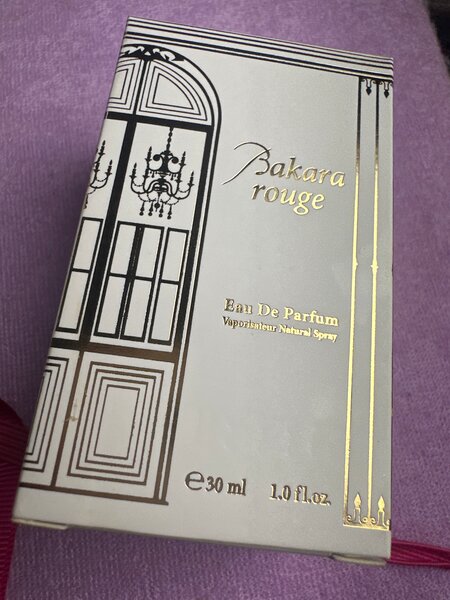 Bakara
rouge
Eau De Parfum
Vaporisateur Natural Spray
℮30 ml 1.0 fl.oz.